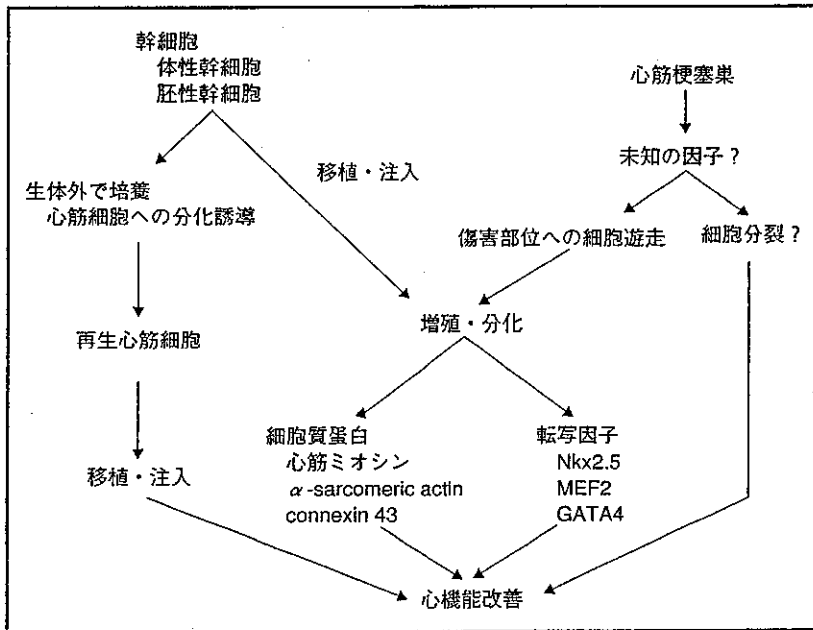 幹細胞
体性幹細胞
胚性幹細胞
心筋梗塞巣
未知の因子?
移植・注入
生体外で培養
心筋細胞への分化誘導
傷害部位への細胞遊走
細胞分裂?
増殖・分化
再生心筋細胞
細胞質蛋白
心筋ミオシン
α-sarcomeric actin
connexin 43
転写因子
Nkx2.5
MEF2
GATA4
移植・注入
心機能改善